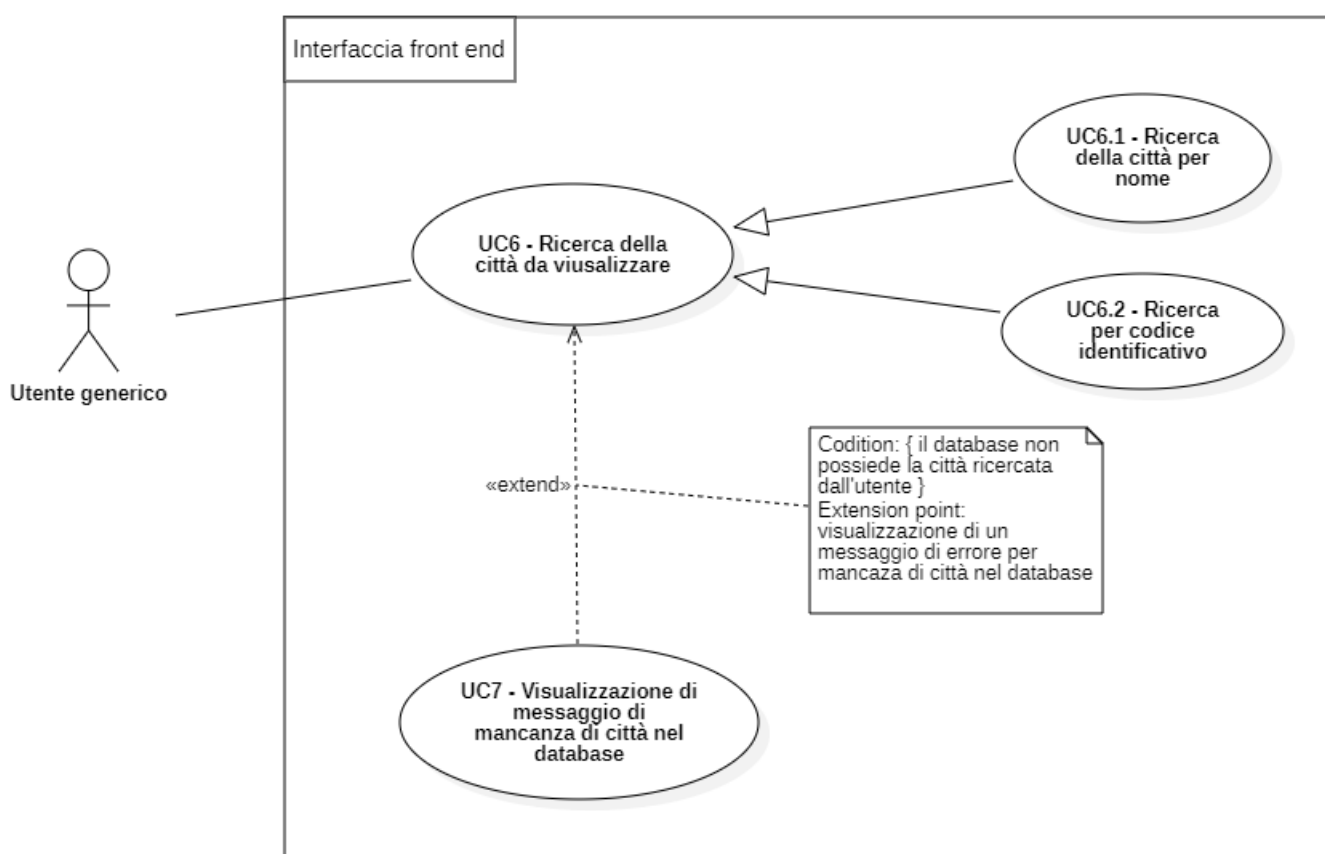 Interfaccia front end
UC6.1 - Ricerca
della città per
nome
UC6 - Ricerca della
città da viusalizzare
UC6.2 - Ricerca
per codice
identificativo
Utente generico
Codition: { il database non
possiede la città ricercata
dall'utente }
Extension point:
visualizzazione di un
messaggio di errore per
mancaza di città nel database
«extend»
UC7 - Visualizzazione di
messaggio di
mancanza di città nel
database